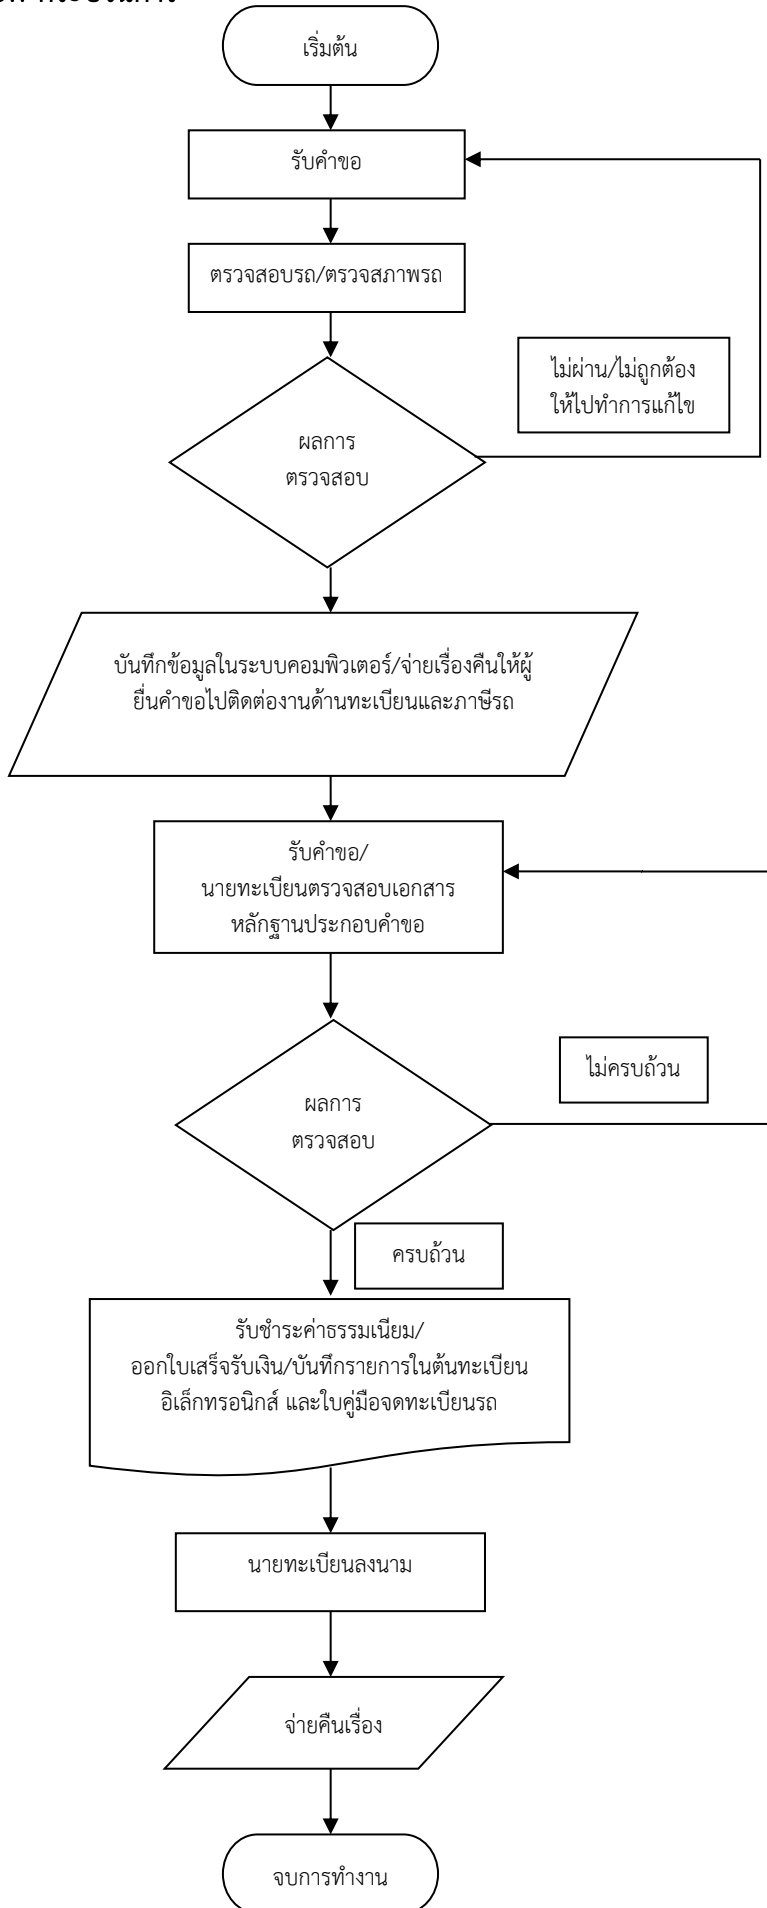 เริ่มต้น
รับคำขอ
ตรวจสอบรถ/ตรวจสภาพรถ
ไม่ผ่าน/ไม่ถูกต้อง
ให้ไปทำการแก้ไข
ผลการ
ตรวจสอบ
บันทึกข้อมูลในระบบคอมพิวเตอร์/จ่ายเรื่องคืนให้ผู้
ยื่นคำขอไปติดต่องานด้านทะเบียนและภาษีรถ
รับคำขอ/
นายทะเบียนตรวจสอบเอกสาร
หลักฐานประกอบคำขอ
ไม่ครบถ้วน
ผลการ
ตรวจสอบ
ครบถ้วน
รับชำระค่าธรรมเนียม/
ออกใบเสร็จรับเงิน/บันทึกรายการในต้นทะเบียน
อิเล็กทรอนิกส์ และใบคู่มือจดทะเบียนรถ
นายทะเบียนลงนาม
จ่ายคืนเรื่อง
จบการทำงาน